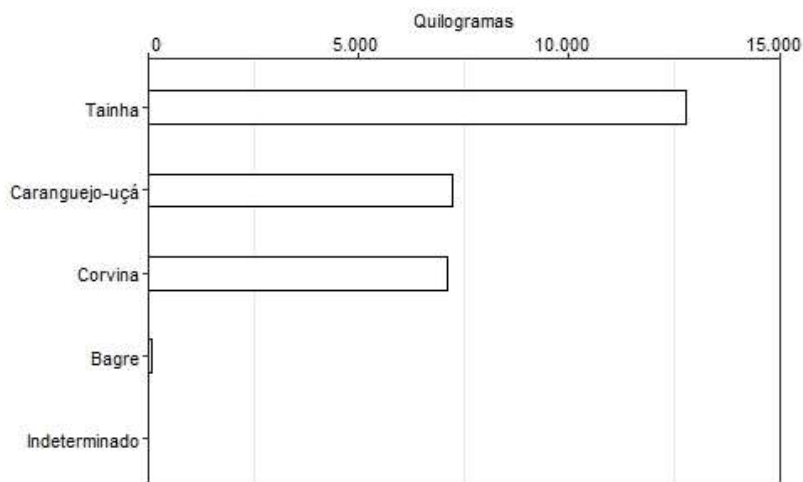 Quilogramas
0 5.000 10.000 15.000
Tainha
Caranguejo-uçá
Corvina
Bagre
Indeterminado